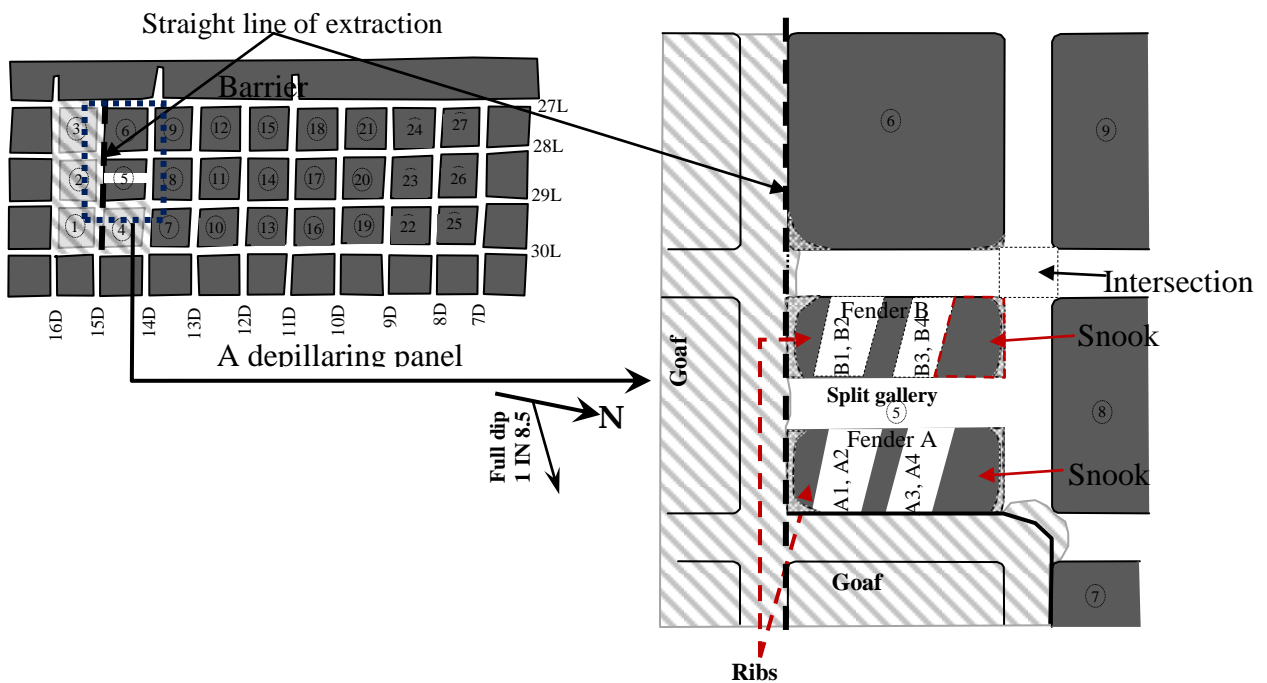 Straight line of extraction
Barrier
27L
28L
29L
30L
3
6
9
12
15
18
21
24
27
2
5
8
11
14
17
20
23
26
1
4
7
10
13
16
19
22
25
16D
15D
14D
13D
12D
11D
10D
9D
8D
7D
A depillaring panel
N
Full dip
1 IN 8.5
6
9
Intersection
Fender B
B1, B2
B3, B4
Snook
Goaf
Split gallery
5
8
Fender A
A1, A2
A3, A4
Snook
Goaf
7
Ribs